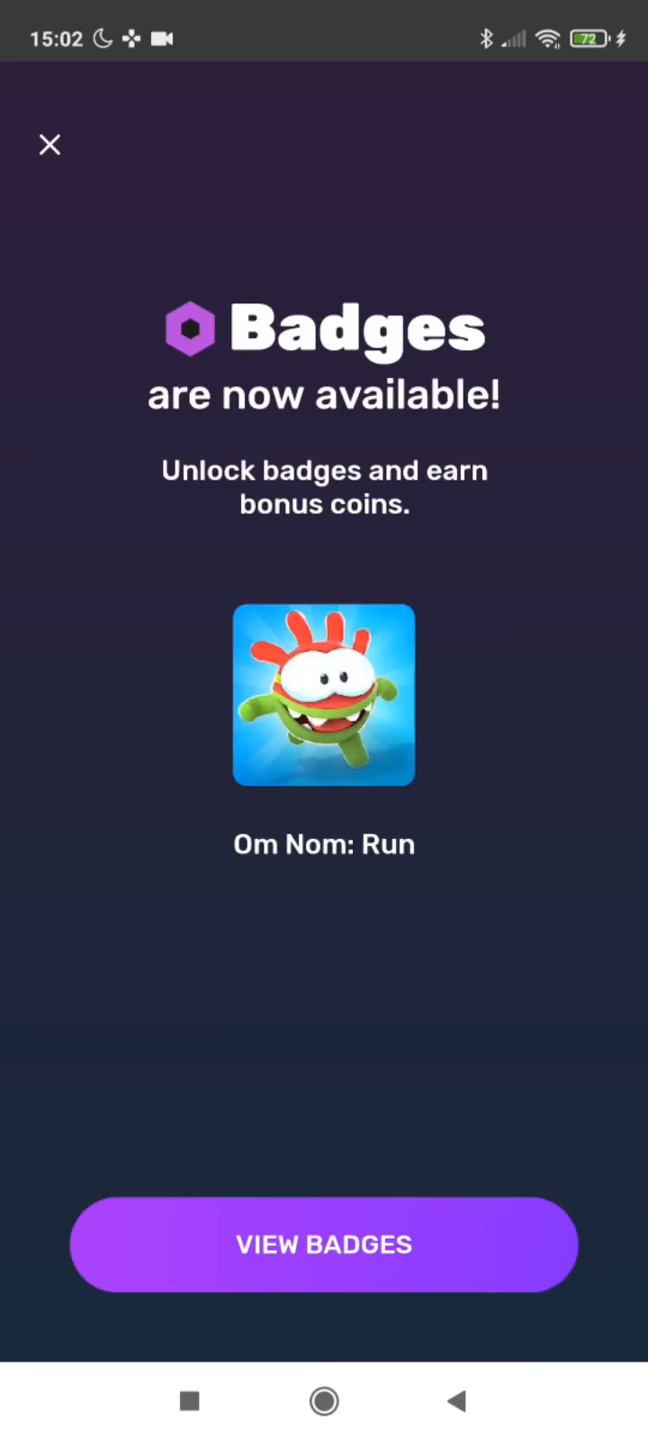 15:02
72
Badges
are now available!
Unlock badges and earn
bonus coins.
Om Nom: Run
VIEW BADGES